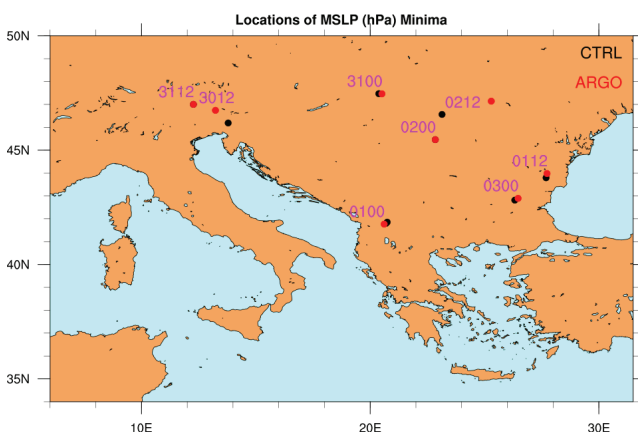 Locations of MSLP (hPa) Minima
50N
CTRL
ARGO
3112
3012
3100
0212
0200
45N
0112
0300
0100
40N
35N
10E
20E
30E